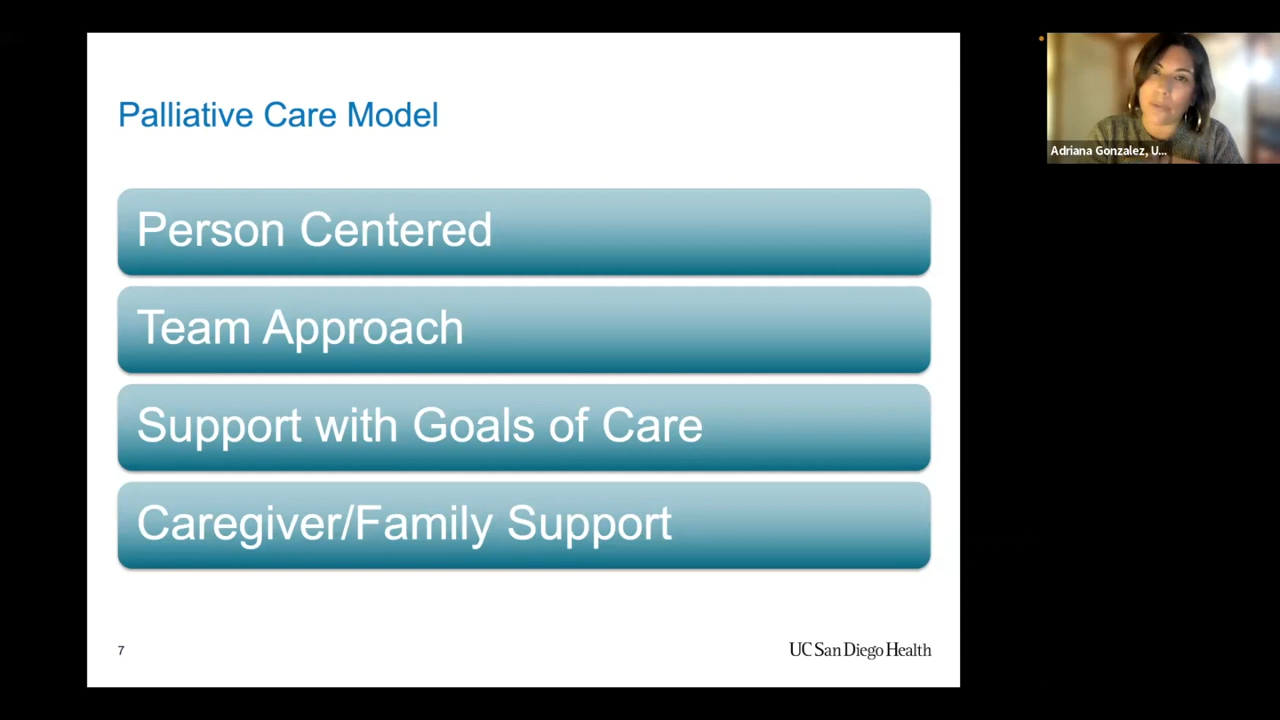 Palliative Care Model
Person Centered
Team Approach
Support with Goals of Care
Caregiver/Family Support
7
UC San Diego Health
Adriana Gonzalez, U...